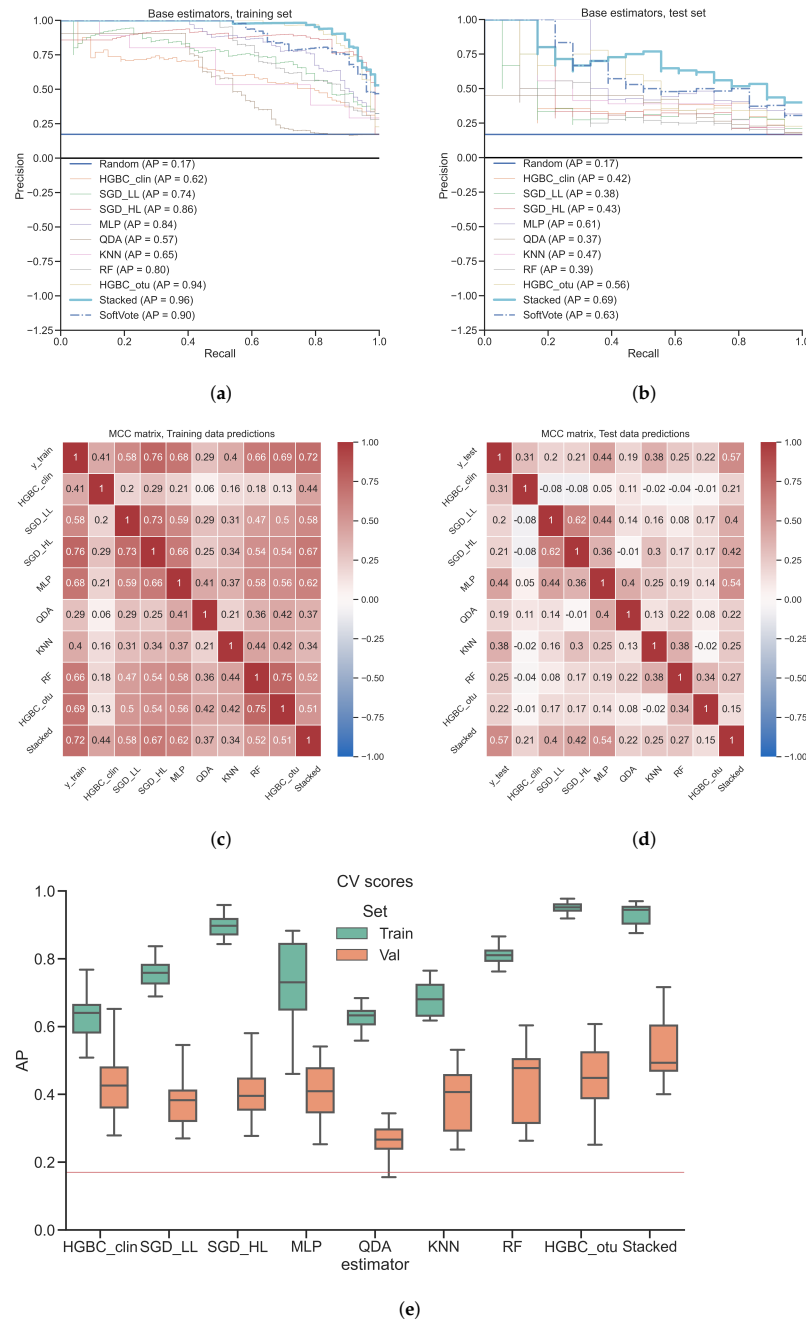 Base estimators, training set
1.00
0.75
0.50
0.25
0.00
−0.25
−0.50
−0.75
−1.00
−1.25
Precision
Random (AP = 0.17)
HGBC_clin (AP = 0.62)
SGD_LL (AP = 0.74)
SGD_HL (AP = 0.86)
MLP (AP = 0.84)
QDA (AP = 0.57)
KNN (AP = 0.65)
RF (AP = 0.80)
HGBC_otu (AP = 0.94)
Stacked (AP = 0.96)
SoftVote (AP = 0.90)
0.0 0.2 0.4 0.6 0.8 1.0
Recall
(a)
Base estimators, test set
1.00
0.75
0.50
0.25
0.00
−0.25
−0.50
−0.75
−1.00
−1.25
Precision
Random (AP = 0.17)
HGBC_clin (AP = 0.42)
SGD_LL (AP = 0.38)
SGD_HL (AP = 0.43)
MLP (AP = 0.61)
QDA (AP = 0.37)
KNN (AP = 0.47)
RF (AP = 0.39)
HGBC_otu (AP = 0.56)
Stacked (AP = 0.69)
SoftVote (AP = 0.63)
0.0 0.2 0.4 0.6 0.8 1.0
Recall
(b)
MCC matrix, Training data predictions
y_train 1 0.41 0.58 0.76 0.68 0.29 0.4 0.66 0.69 0.72
HGBC_clin 0.41 1 0.2 0.29 0.21 0.06 0.16 0.18 0.13 0.44
SGD_LL 0.58 0.2 1 0.73 0.59 0.29 0.31 0.47 0.5 0.58
SGD_HL 0.76 0.29 0.73 1 0.66 0.25 0.34 0.54 0.54 0.67
MLP 0.68 0.21 0.59 0.66 1 0.41 0.37 0.58 0.56 0.62
QDA 0.29 0.06 0.29 0.25 0.41 1 0.21 0.36 0.42 0.37
KNN 0.4 0.16 0.31 0.34 0.37 0.21 1 0.44 0.42 0.34
RF 0.66 0.18 0.47 0.54 0.58 0.36 0.44 1 0.75 0.52
HGBC_otu 0.69 0.13 0.5 0.54 0.56 0.42 0.42 0.75 1 0.51
Stacked 0.72 0.44 0.58 0.67 0.62 0.37 0.34 0.52 0.51 1
y_train HGBC_clin SGD_LL SGD_HL MLP QDA KNN RF HGBC_otu Stacked
1.00
0.75
0.50
0.25
0.00
−0.25
−0.50
−0.75
−1.00
(c)
MCC matrix, Test data predictions
y_test 1 0.31 0.2 0.21 0.44 0.19 0.38 0.25 0.22 0.57
HGBC_clin 0.31 1 -0.08 -0.08 0.05 0.11 -0.02 -0.04 -0.01 0.21
SGD_LL 0.2 -0.08 1 0.62 0.44 0.14 0.16 0.08 0.17 0.4
SGD_HL 0.21 -0.08 0.62 1 0.36 -0.01 0.3 0.17 0.17 0.42
MLP 0.44 0.05 0.44 0.36 1 0.4 0.25 0.19 0.14 0.54
QDA 0.19 0.11 0.14 -0.01 0.4 1 0.13 0.22 0.08 0.22
KNN 0.38 -0.02 0.16 0.3 0.25 0.13 1 0.38 -0.02 0.25
RF 0.25 -0.04 0.08 0.17 0.19 0.22 0.38 1 0.34 0.27
HGBC_otu 0.22 -0.01 0.17 0.17 0.14 0.08 -0.02 0.34 1 0.15
Stacked 0.57 0.21 0.4 0.42 0.54 0.22 0.25 0.27 0.15 1
y_test HGBC_clin SGD_LL SGD_HL MLP QDA KNN RF HGBC_otu Stacked
1.00
0.75
0.50
0.25
0.00
−0.25
−0.50
−0.75
−1.00
(d)
CV scores
Set
Train
Val
1.0
0.8
0.6
0.4
0.2
0.0
AP
HGBC_clin SGD_LL SGD_HL MLP QDA KNN RF HGBC_otu Stacked
estimator
(e)